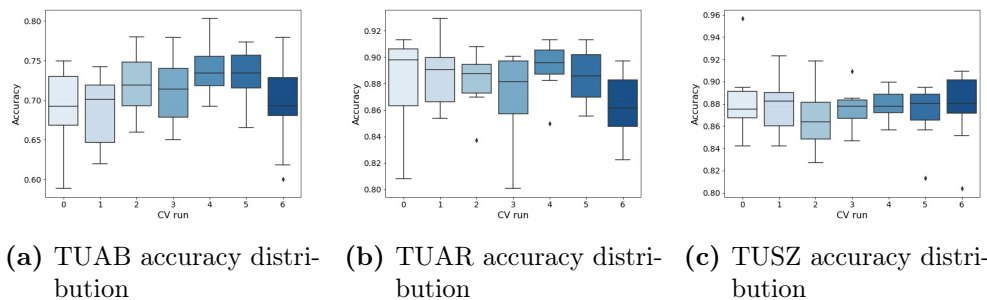 0.80
0.75
0.70
0.65
0.60
Accuracy
0 1 2 3 4 5 6
CV run
0.92
0.90
0.88
0.86
0.84
0.82
0.80
Accuracy
0 1 2 3 4 5 6
CV run
0.96
0.94
0.92
0.90
0.88
0.86
0.84
0.82
0.80
Accuracy
0 1 2 3 4 5 6
CV run
(a) TUAB accuracy distri-
bution
(b) TUAR accuracy distri-
bution
(c) TUSZ accuracy distri-
bution